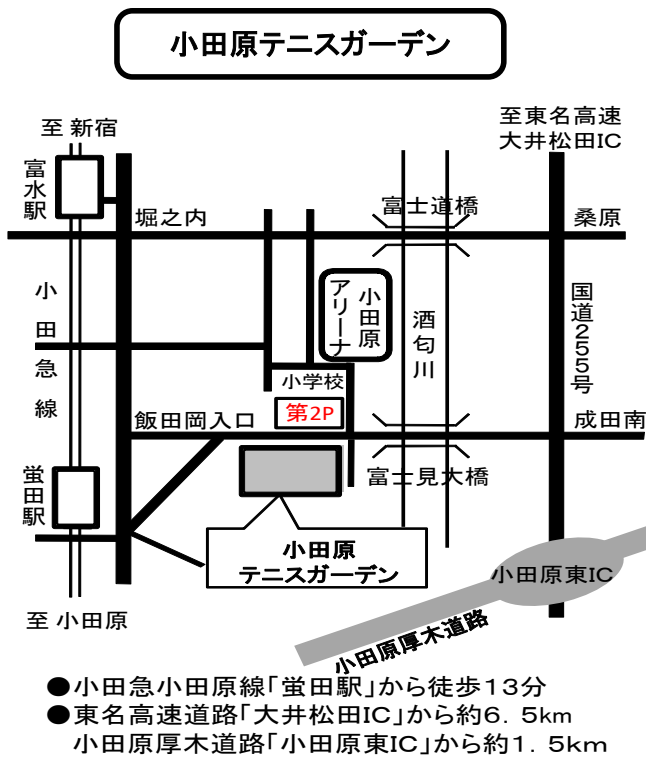 小田原テニスガーデン
至 新宿
至東名高速
大井松田IC
富水駅
堀之内
富士道橋
桑原
小田急線
小田原
アリーナ
酒匂川
国道255号
小学校
第2P
飯田岡入口
成田南
富士見大橋
蛍田駅
小田原
テニスガーデン
小田原東IC
至 小田原
小田原厚木道路
●小田急小田原線「蛍田駅」から徒歩13分
●東名高速道路「大井松田IC」から約6．5km
小田原厚木道路「小田原東IC」から約1．5km